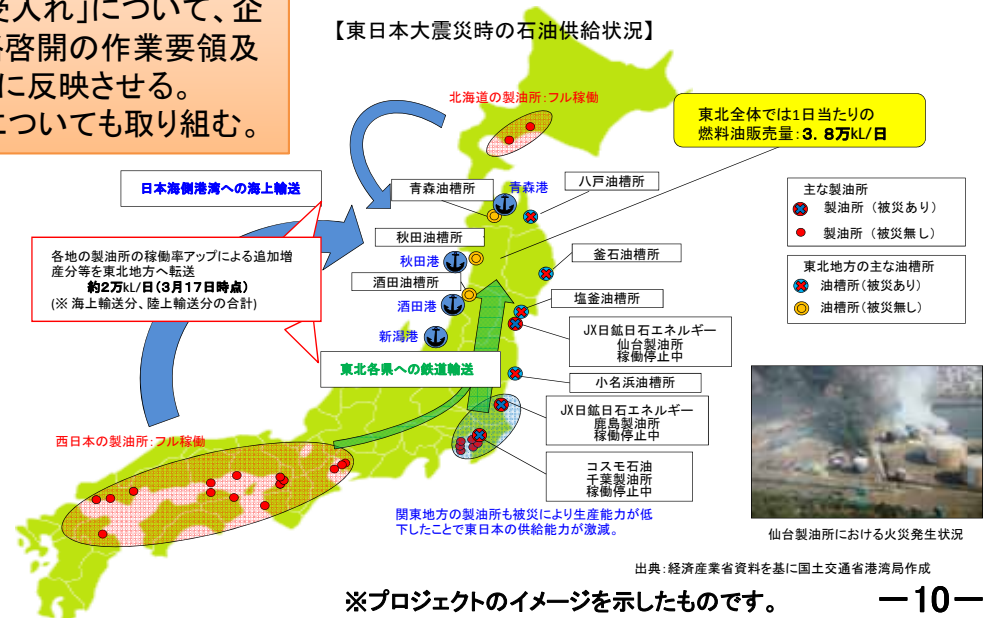 受入れ」について、企
啓開の作業要領及
に反映させる。
についても取り組む。
【東日本大震災時の石油供給状況】
北海道の製油所:フル稼働
東北全体では1日当たりの
燃料油販売量:3.8万kL/日
日本海側港湾への海上輸送
青森油槽所
青森港
八戸油槽所
主な製油所
製油所(被災あり)
製油所(被災無し)
各地の製油所の稼働率アップによる追加増
産分等を東北地方へ転送
約2万kL/日(3月17日時点)
(※海上輸送分、陸上輸送分の合計)
秋田油槽所
秋田港
釜石油槽所
東北地方の主な油槽所
油槽所(被災あり)
油槽所(被災無し)
酒田油槽所
酒田港
塩釜油槽所
新潟港
JX日鉱日石エネルギー
仙台製油所
稼働停止中
東北各県への鉄道輸送
小名浜油槽所
JX日鉱日石エネルギー
鹿島製油所
稼働停止中
西日本の製油所:フル稼働
コスモ石油
千葉製油所
稼働停止中
関東地方の製油所も被災により生産能力が低
下したことで東日本の供給能力が激減。
仙台製油所における火災発生状況
出典:経済産業省資料を基に国土交通省港湾局作成
※プロジェクトのイメージを示したものです。
-10-